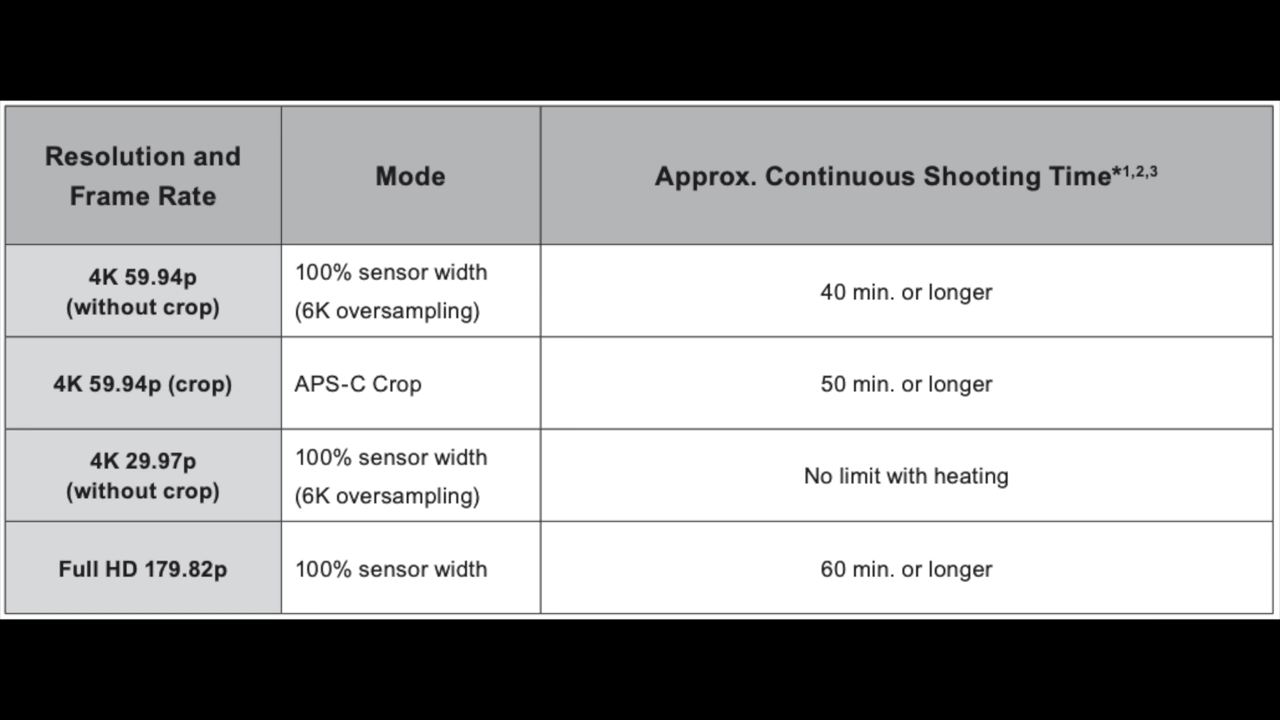 Resolution and
Frame Rate
Mode
Approx. Continuous Shooting Time*1,2,3
4K 59.94p
(without crop)
100% sensor width
(6K oversampling)
40 min. or longer
4K 59.94p (crop)
APS-C Crop
50 min. or longer
4K 29.97p
(without crop)
100% sensor width
(6K oversampling)
No limit with heating
Full HD 179.82p
100% sensor width
60 min. or longer